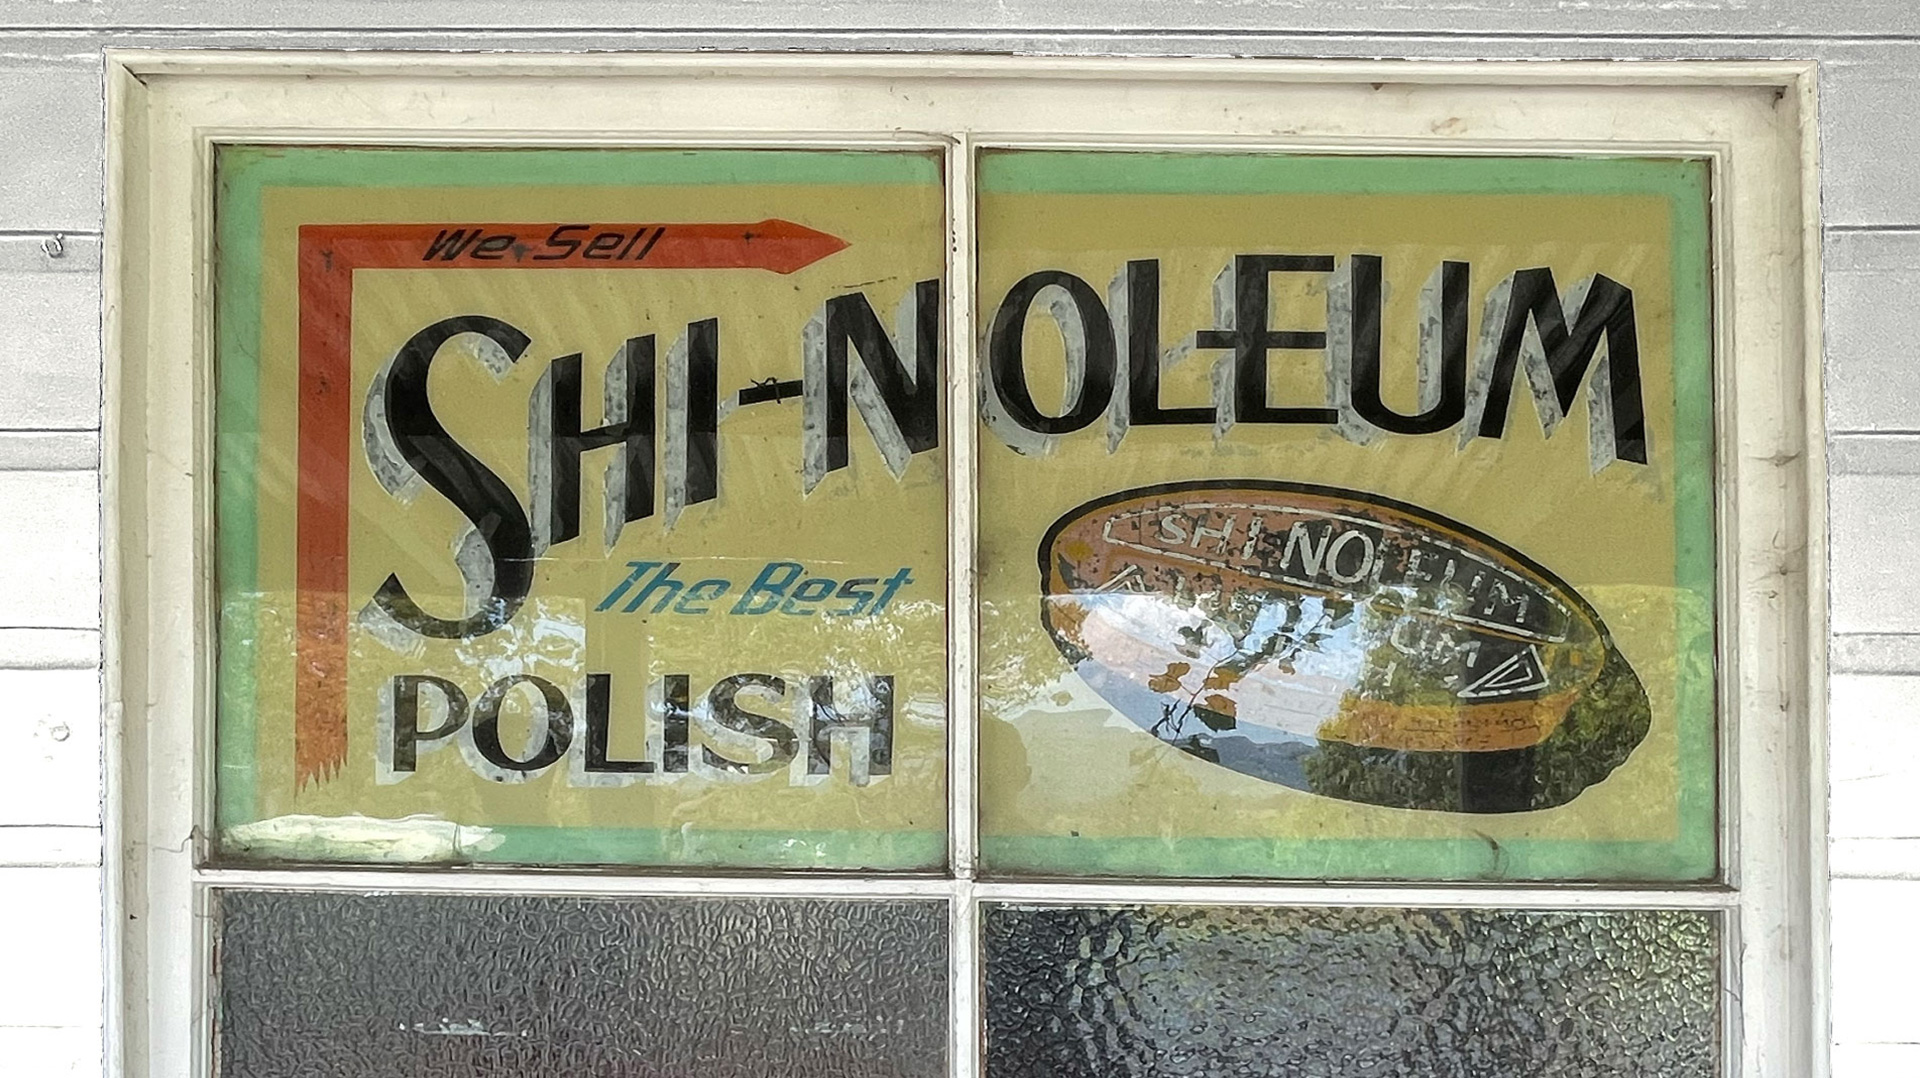 We Sell
SHI-NOLEUM
The Best
POLISH
SHI-NOLEUM